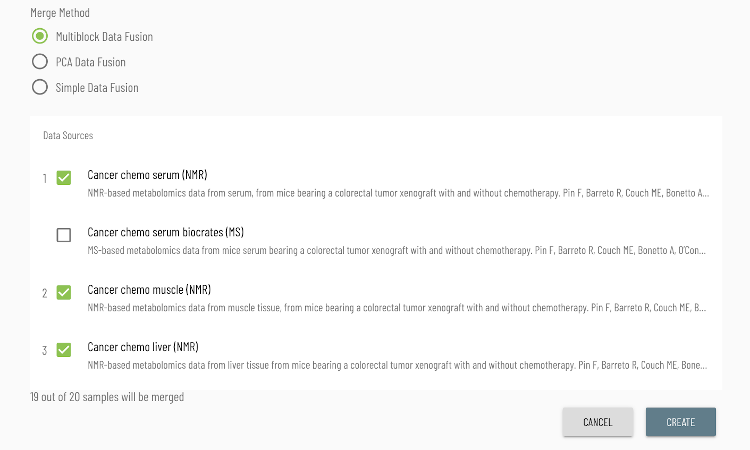 Merge Method
Multiblock Data Fusion
PCA Data Fusion
Simple Data Fusion
Data Sources
1 Cancer chemo serum (NMR)
NMR-based metabolomics data from serum, from mice bearing a colorectal tumor xenograft with and without chemotherapy. Pin F, Barreto R, Couch ME, Bonetto A...
Cancer chemo serum biocrates (MS)
MS-based metabolomics data from mice serum bearing a colorectal tumor xenograft with and without chemotherapy. Pin F, Barreto R. Couch ME, Bonetto A, O'Con...
2 Cancer chemo muscle (NMR)
NMR-based metabolomics data from muscle tissue, from mice bearing a colorectal tumor xenograft with and without chemotherapy. Pin F, Barreto R, Couch ME, B...
3 Cancer chemo liver (NMR)
NMR-based metabolomics data from liver tissue from mice bearing a colorectal tumor xenograft with and without chemotherapy. Pin F, Barreto R, Couch ME, Bone...
19 out of 20 samples will be merged
CANCEL CREATE